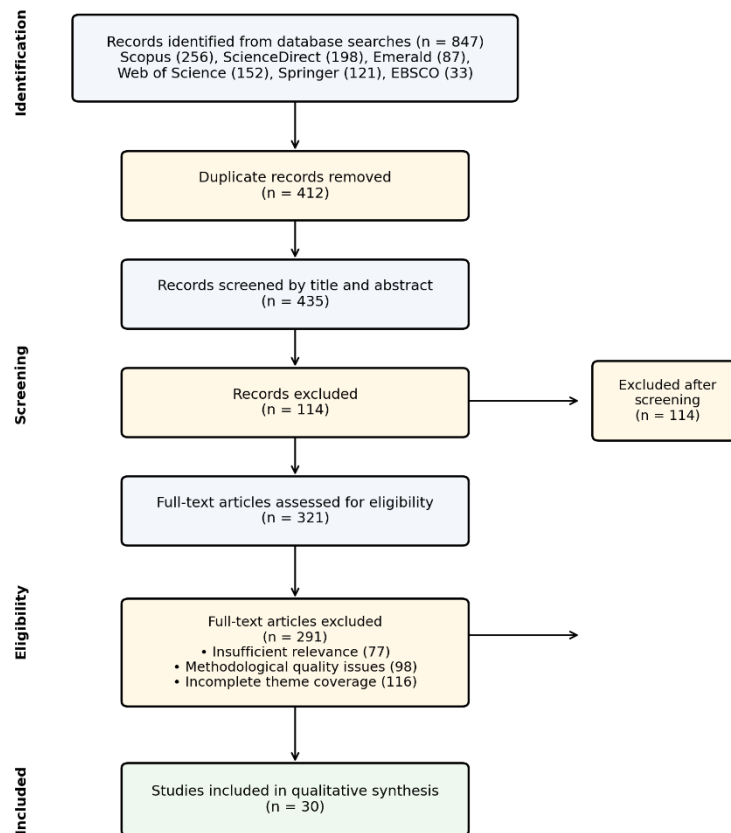 Identification
Records identified from database searches (n = 847)
Scopus (256), ScienceDirect (198), Emerald (87),
Web of Science (152), Springer (121), EBSCO (33)
Duplicate records removed
(n = 412)
Records screened by title and abstract
(n = 435)
Screening
Records excluded
(n = 114)
Excluded after
screening
(n = 114)
Full-text articles assessed for eligibility
(n = 321)
Eligibility
Full-text articles excluded
(n = 291)
• Insufficient relevance (77)
• Methodological quality issues (98)
• Incomplete theme coverage (116)
Included
Studies included in qualitative synthesis
(n = 30)